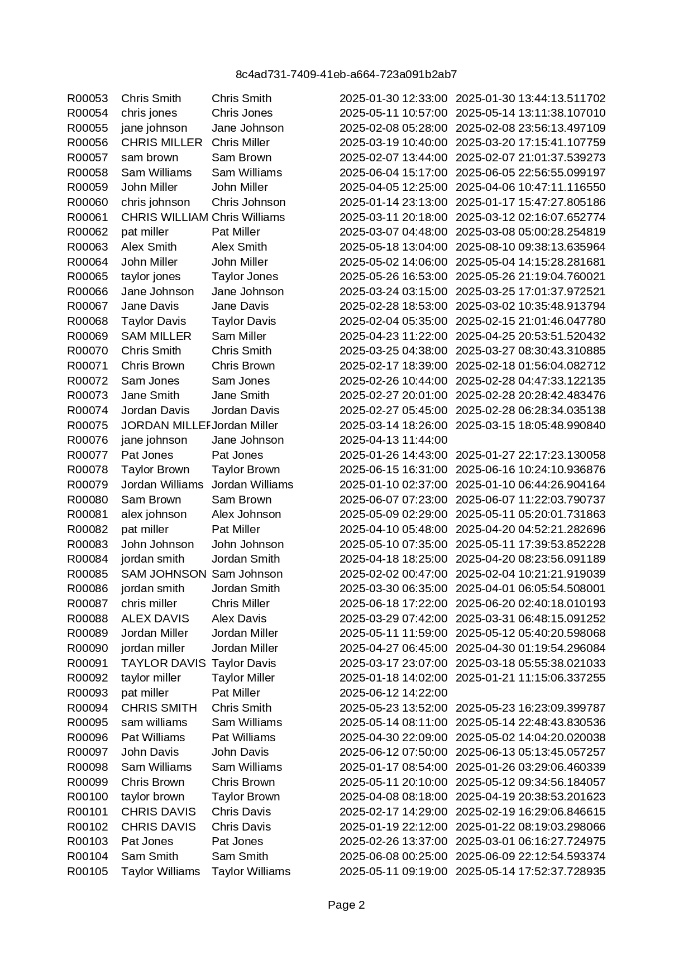 8c4ad731-7409-41eb-a664-723a091b2ab7
R00053 Chris Smith Chris Smith 2025-01-30 12:33:00 2025-01-30 13:44:13.511702
R00054 chris jones Chris Jones 2025-05-11 10:57:00 2025-05-14 13:11:38.107010
R00055 jane johnson Jane Johnson 2025-02-08 05:28:00 2025-02-08 23:56:13.497109
R00056 CHRIS MILLER Chris Miller 2025-03-19 10:40:00 2025-03-20 17:15:41.107759
R00057 sam brown Sam Brown 2025-02-07 13:44:00 2025-02-07 21:01:37.539273
R00058 Sam Williams Sam Williams 2025-06-04 15:17:00 2025-06-05 22:56:55.099197
R00059 John Miller John Miller 2025-04-05 12:25:00 2025-04-06 10:47:11.116550
R00060 chris johnson Chris Johnson 2025-01-14 23:13:00 2025-01-17 15:47:27.805186
R00061 CHRIS WILLIAM Chris Williams 2025-03-11 20:18:00 2025-03-12 02:16:07.652774
R00062 pat miller Pat Miller 2025-03-07 04:48:00 2025-03-08 05:00:28.254819
R00063 Alex Smith Alex Smith 2025-05-18 13:04:00 2025-08-10 09:38:13.635964
R00064 John Miller John Miller 2025-05-02 14:06:00 2025-05-04 14:15:28.281681
R00065 taylor jones Taylor Jones 2025-05-26 16:53:00 2025-05-26 21:19:04.760021
R00066 Jane Johnson Jane Johnson 2025-03-24 03:15:00 2025-03-25 17:01:37.972521
R00067 Jane Davis Jane Davis 2025-02-28 18:53:00 2025-03-02 10:35:48.913794
R00068 Taylor Davis Taylor Davis 2025-02-04 05:35:00 2025-02-15 21:01:46.047780
R00069 SAM MILLER Sam Miller 2025-04-23 11:22:00 2025-04-25 20:53:51.520432
R00070 Chris Smith Chris Smith 2025-03-25 04:38:00 2025-03-27 08:30:43.310885
R00071 Chris Brown Chris Brown 2025-02-17 18:39:00 2025-02-18 01:56:04.082712
R00072 Sam Jones Sam Jones 2025-02-26 10:44:00 2025-02-28 04:47:33.122135
R00073 Jane Smith Jane Smith 2025-02-27 20:01:00 2025-02-28 20:28:42.483476
R00074 Jordan Davis Jordan Davis 2025-02-27 05:45:00 2025-02-28 06:28:34.035138
R00075 JORDAN MILLER Jordan Miller 2025-03-14 18:26:00 2025-03-15 18:05:48.990840
R00076 jane johnson Jane Johnson 2025-04-13 11:44:00
R00077 Pat Jones Pat Jones 2025-01-26 14:43:00 2025-01-27 22:17:23.130058
R00078 Taylor Brown Taylor Brown 2025-06-15 16:31:00 2025-06-16 10:24:10.936876
R00079 Jordan Williams Jordan Williams 2025-01-10 02:37:00 2025-01-10 06:44:26.904164
R00080 Sam Brown Sam Brown 2025-06-07 07:23:00 2025-06-07 11:22:03.790737
R00081 alex johnson Alex Johnson 2025-05-09 02:29:00 2025-05-11 05:20:01.731863
R00082 pat miller Pat Miller 2025-04-10 05:48:00 2025-04-20 04:52:21.282696
R00083 John Johnson John Johnson 2025-05-10 07:35:00 2025-05-11 17:39:53.852228
R00084 jordan smith Jordan Smith 2025-04-18 18:25:00 2025-04-20 08:23:56.091189
R00085 SAM JOHNSON Sam Johnson 2025-02-02 00:47:00 2025-02-04 10:21:21.919039
R00086 jordan smith Jordan Smith 2025-03-30 06:35:00 2025-04-01 06:05:54.508001
R00087 chris miller Chris Miller 2025-06-18 17:22:00 2025-06-20 02:40:18.010193
R00088 ALEX DAVIS Alex Davis 2025-03-29 07:42:00 2025-03-31 06:48:15.091252
R00089 Jordan Miller Jordan Miller 2025-05-11 11:59:00 2025-05-12 05:40:20.598068
R00090 jordan miller Jordan Miller 2025-04-27 06:45:00 2025-04-30 01:19:54.296084
R00091 TAYLOR DAVIS Taylor Davis 2025-03-17 23:07:00 2025-03-18 05:55:38.021033
R00092 taylor miller Taylor Miller 2025-01-18 14:02:00 2025-01-21 11:15:06.337255
R00093 pat miller Pat Miller 2025-06-12 14:22:00
R00094 CHRIS SMITH Chris Smith 2025-05-23 13:52:00 2025-05-23 16:23:09.399787
R00095 sam williams Sam Williams 2025-05-14 08:11:00 2025-05-14 22:48:43.830536
R00096 Pat Williams Pat Williams 2025-04-30 22:09:00 2025-05-02 14:04:20.020038
R00097 John Davis John Davis 2025-06-12 07:50:00 2025-06-13 05:13:45.057257
R00098 Sam Williams Sam Williams 2025-01-17 08:54:00 2025-01-26 03:29:06.460339
R00099 Chris Brown Chris Brown 2025-05-11 20:10:00 2025-05-12 09:34:56.184057
R00100 taylor brown Taylor Brown 2025-04-08 08:18:00 2025-04-19 20:38:53.201623
R00101 CHRIS DAVIS Chris Davis 2025-02-17 14:29:00 2025-02-19 16:29:06.846615
R00102 CHRIS DAVIS Chris Davis 2025-01-19 22:12:00 2025-01-22 08:19:03.298066
R00103 Pat Jones Pat Jones 2025-02-26 13:37:00 2025-03-01 06:16:27.724975
R00104 Sam Smith Sam Smith 2025-06-08 00:25:00 2025-06-09 22:12:54.593374
R00105 Taylor Williams Taylor Williams 2025-05-11 09:19:00 2025-05-14 17:52:37.728935
Page 2